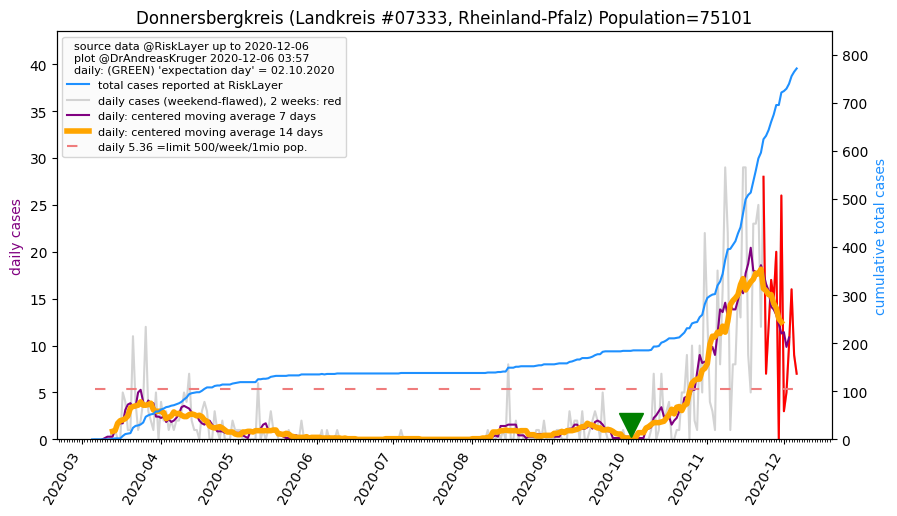 Donnersbergkreis (Landkreis #07333, Rheinland-Pfalz) Population=75101
source data @RiskLayer up to 2020-12-06
plot @DrAndreasKruger 2020-12-06 03:57
daily: (GREEN) 'expectation day' = 02.10.2020
total cases reported at RiskLayer
daily cases (weekend-flawed), 2 weeks: red
daily: centered moving average 7 days
daily: centered moving average 14 days
daily 5.36 =limit 500/week/1mio pop.
daily cases
40
35
30
25
20
15
10
5
0
cumulative total cases
800
700
600
500
400
300
200
100
0
2020-03
2020-04
2020-05
2020-06
2020-07
2020-08
2020-09
2020-10
2020-11
2020-12